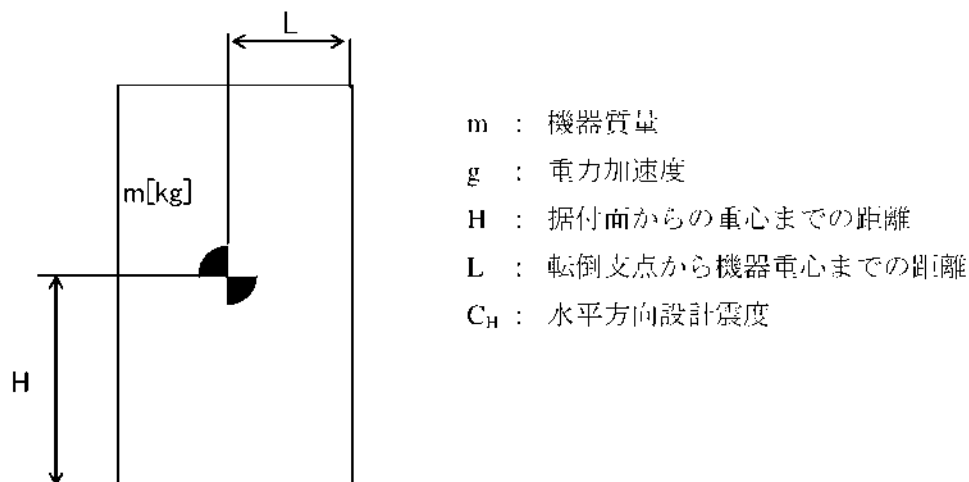 L
m[kg]
H
m : 機器質量
g : 重力加速度
H : 据付面からの重心までの距離
L : 転倒支点から機器重心までの距離
C_H : 水平方向設計震度